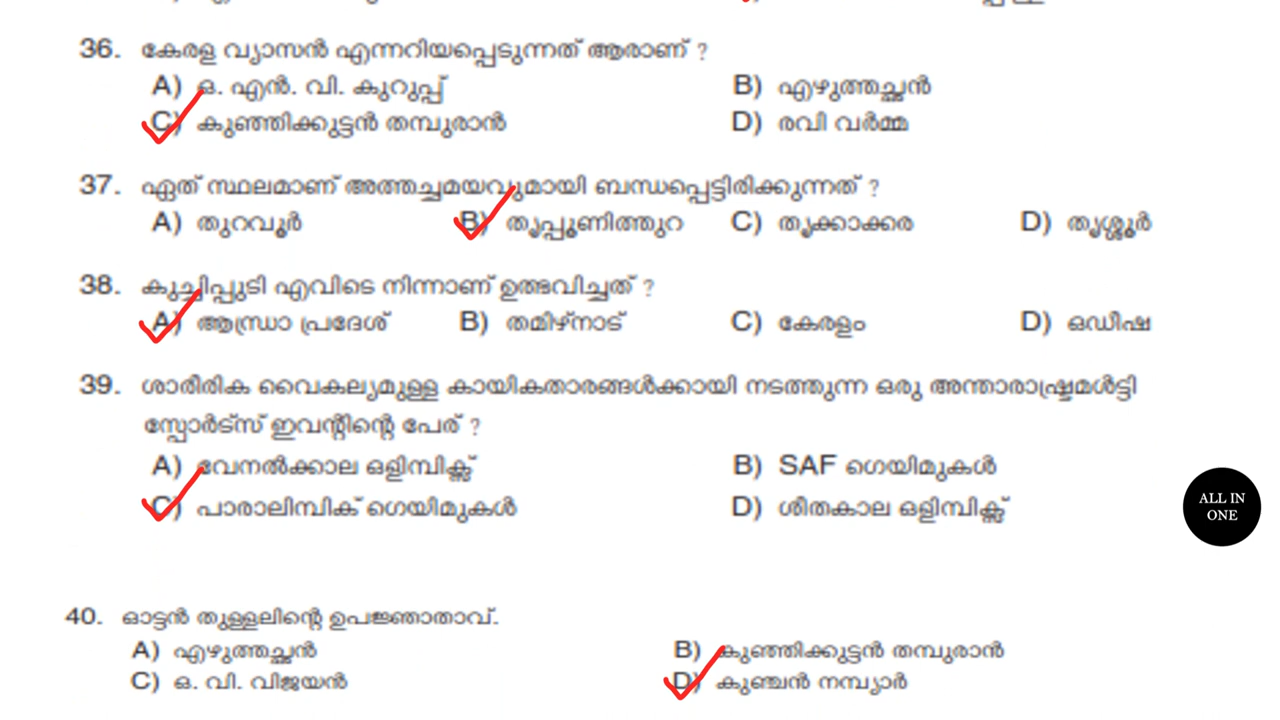 36. കേരള വ്യാസൻ എന്നറിയപ്പെടുന്നത് ആരാണ് ?
A) ഒ. എൻ. വി. കുറുപ്പ് B) എഴുത്തച്ഛൻ
C) കുഞ്ഞിക്കുട്ടൻ തമ്പുരാൻ D) രവി വർമ്മ
37. ഏത് സ്ഥലമാണ് അത്തച്ചമയവുമായി ബന്ധപ്പെട്ടിരിക്കുന്നത് ?
A) തുറവൂർ B) തൃപ്പൂണിത്തുറ C) തൃക്കാക്കര D) തൃശ്ശൂർ
38. കുച്ചിപ്പുടി എവിടെ നിന്നാണ് ഉത്ഭവിച്ചത് ?
A) ആന്ധ്രാ പ്രദേശ് B) തമിഴ്നാട് C) കേരളം D) ഒഡീഷ
39. ശാരീരിക വൈകല്യമുള്ള കായികതാരങ്ങൾക്കായി നടത്തുന്ന ഒരു അന്താരാഷ്ട്രമൾട്ടി
സ്പോർട്സ് ഇവന്റിന്റെ പേര് ?
A) വേനൽക്കാല ഒളിമ്പിക്സ് B) SAF ഗെയിമുകൾ
C) പാരാലിമ്പിക് ഗെയിമുകൾ D) ശീതകാല ഒളിമ്പിക്സ്
ALL IN
ONE
40. ഓട്ടൻ തുള്ളലിന്റെ ഉപജ്ഞാതാവ്.
A) എഴുത്തച്ഛൻ B) കുഞ്ഞിക്കുട്ടൻ തമ്പുരാൻ
C) ഒ. വി. വിജയൻ D) കുഞ്ചൻ നമ്പ്യാർ